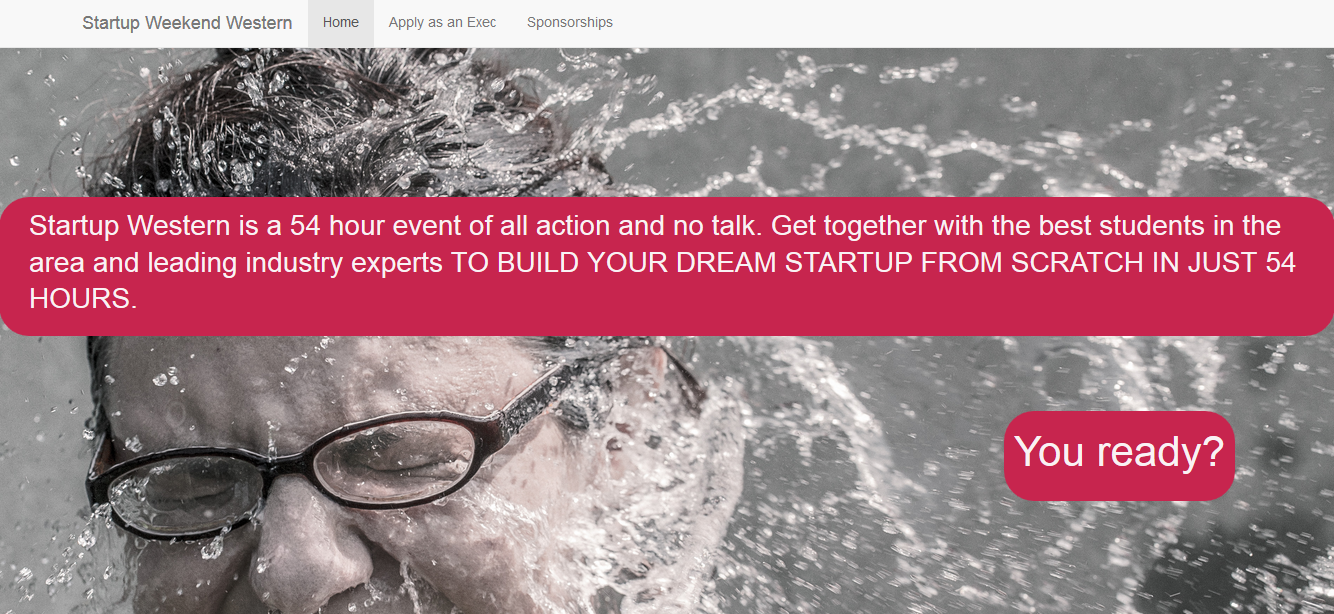 Startup Weekend Western Home Apply as an Exec Sponsorships
Startup Western is a 54 hour event of all action and no talk. Get together with the best students in the
area and leading industry experts TO BUILD YOUR DREAM STARTUP FROM SCRATCH IN JUST 54
HOURS.
You ready?